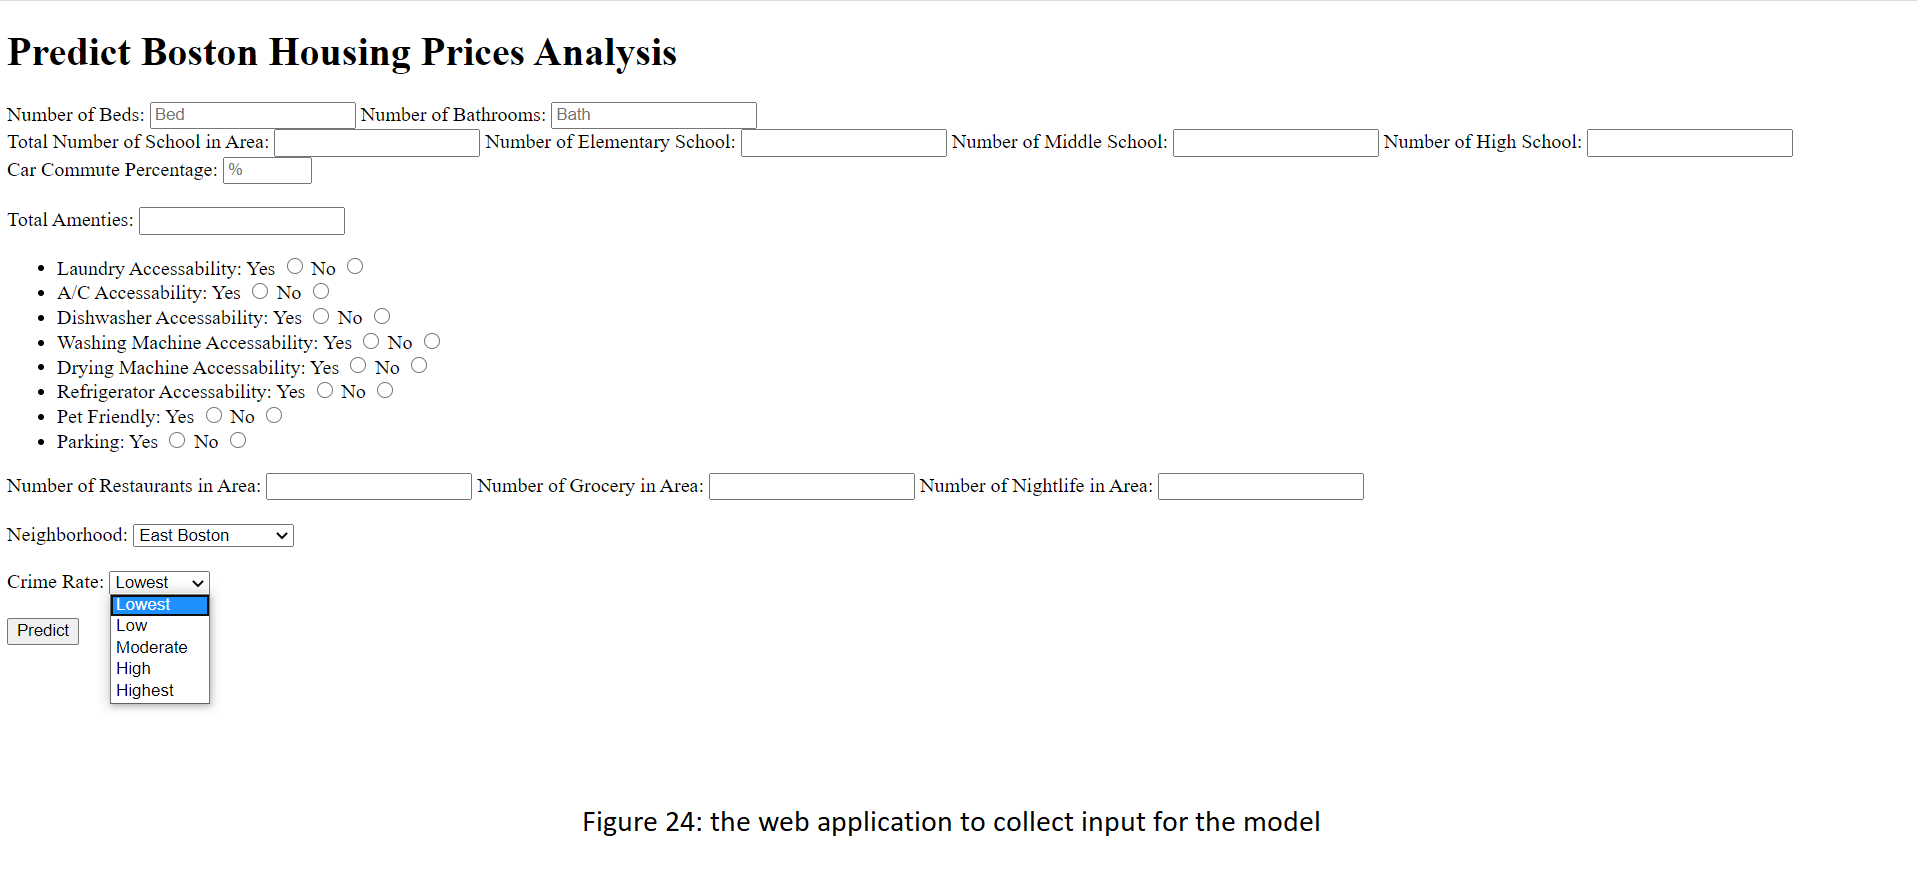 Predict Boston Housing Prices Analysis
Number of Beds: Bed Number of Bathrooms: Bath
Total Number of School in Area: Number of Elementary School: Number of Middle School: Number of High School:
Car Commute Percentage: %
Total Amenties:
Laundry Accessability: Yes No
A/C Accessability: Yes No
Dishwasher Accessability: Yes No
Washing Machine Accessability: Yes No
Drying Machine Accessability: Yes No
Refrigerator Accessability: Yes No
Pet Friendly: Yes No
Parking: Yes No
Number of Restaurants in Area: Number of Grocery in Area: Number of Nightlife in Area:
Neighborhood: East Boston
Crime Rate: Lowest
Lowest
Low
Moderate
High
Highest
Predict
Figure 24: the web application to collect input for the model